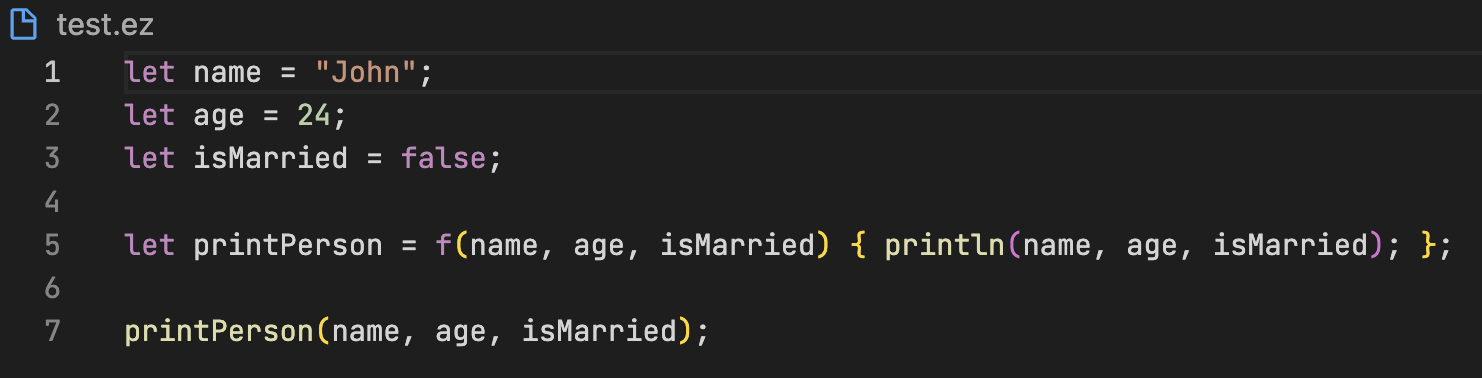 test.ez
1 let name = "John";
2 let age = 24;
3 let isMarried = false;
4
5 let printPerson = f(name, age, isMarried) { println(name, age, isMarried); };
6
7 printPerson(name, age, isMarried);